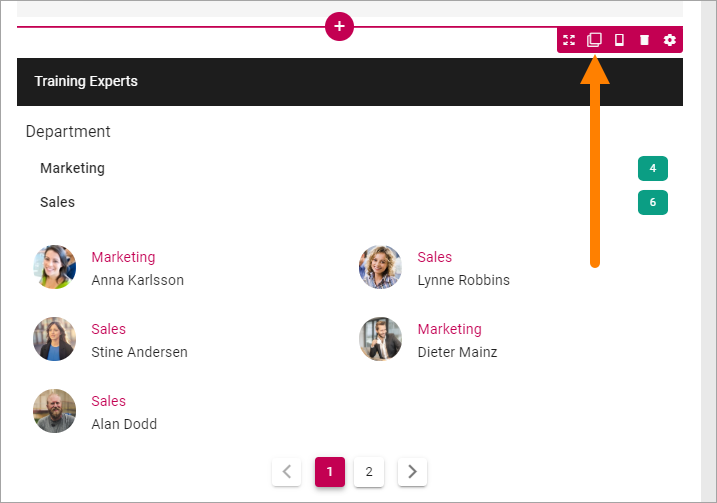 Training Experts
Department
Marketing 4
Sales 6
Marketing
Anna Karlsson
Sales
Lynne Robbins
Sales
Stine Andersen
Marketing
Dieter Mainz
Sales
Alan Dodd
1 2